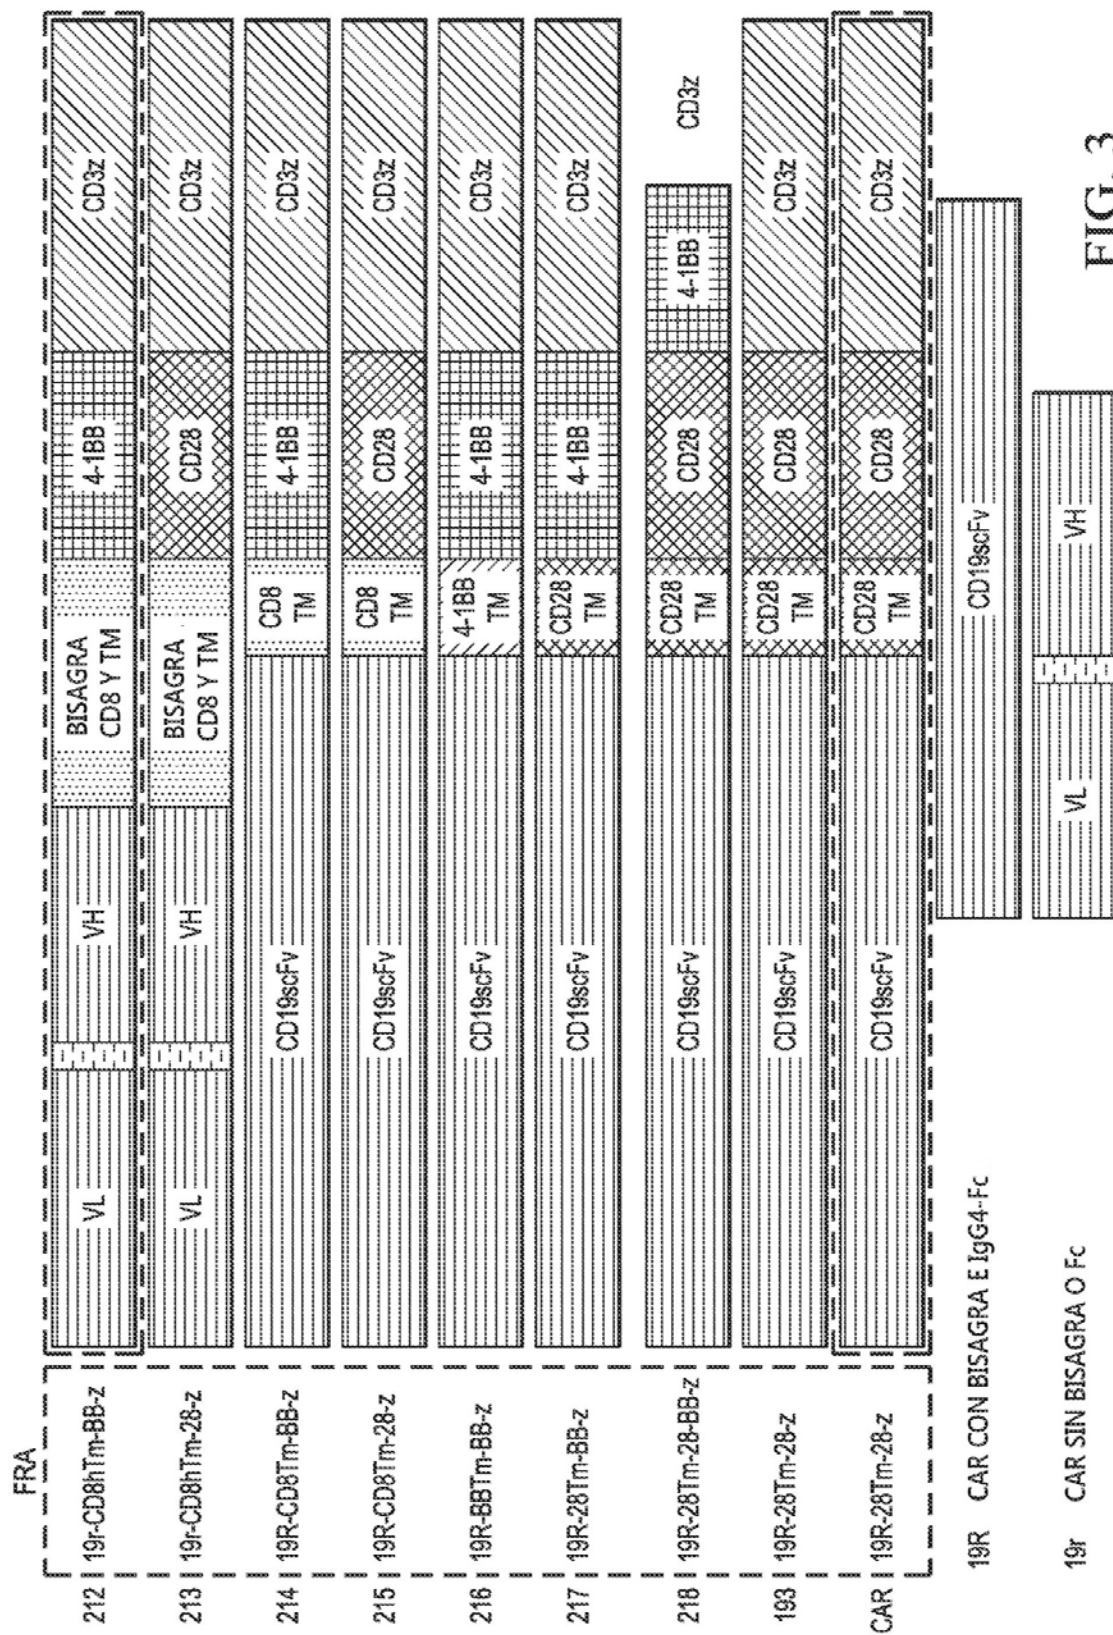 FRA
212 19r-CD8hTm-BB-z VL VH BISAGRA CD8 Y TM 4-1BB CD3z
213 19r-CD8hTm-28-z VL VH BISAGRA CD8 Y TM CD28 CD3z
214 19R-CD8Tm-BB-z CD19scFv CD8 TM 4-1BB CD3z
215 19R-CD8Tm-28-z CD19scFv CD8 TM CD28 CD3z
216 19R-BBTm-BB-z CD19scFv 4-1BB TM 4-1BB CD3z
217 19R-28Tm-BB-z CD19scFv CD28 TM 4-1BB CD3z
218 19R-28Tm-28-BB-z CD19scFv CD28 TM CD28 4-1BB CD3z
193 19R-28Tm-28-z CD19scFv CD28 TM CD28 CD3z
CAR 19R-28Tm-28-z CD19scFv CD28 TM CD28 CD3z
19R CAR CON BISAGRA E IgG4-Fc CD19scFv
19r CAR SIN BISAGRA O Fc VL VH
FIG. 3